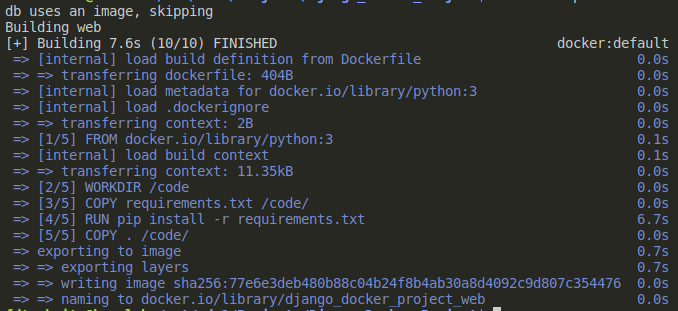 db uses an image, skipping
Building web
[+] Building 7.6s (10/10) FINISHED docker:default
=> [internal] load build definition from Dockerfile 0.0s
=> => transferring dockerfile: 404B 0.0s
=> [internal] load metadata for docker.io/library/python:3 0.0s
=> [internal] load .dockerignore 0.0s
=> => transferring context: 2B 0.0s
=> [1/5] FROM docker.io/library/python:3 0.1s
=> [internal] load build context 0.1s
=> => transferring context: 11.35kB 0.0s
=> [2/5] WORKDIR /code 0.0s
=> [3/5] COPY requirements.txt /code/ 0.0s
=> [4/5] RUN pip install -r requirements.txt 6.7s
=> [5/5] COPY . /code/ 0.0s
=> exporting to image 0.7s
=> => exporting layers 0.7s
=> => writing image sha256:77e6e3deb480b88c04b24f8b4ab30a8d4092c9d807c354476 0.0s
=> => naming to docker.io/library/django_docker_project_web 0.0s